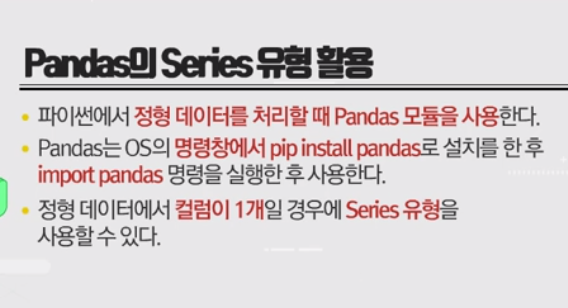 Pandas의 Series 유형 활용
• 파이썬에서 정형 데이터를 처리할 때 Pandas 모듈을 사용한다.
• Pandas는 OS의 명령창에서 pip install pandas로 설치를 한 후
import pandas 명령을 실행한 후 사용한다.
• 정형 데이터에서 컬럼이 1개일 경우에 Series 유형을
사용할 수 있다.